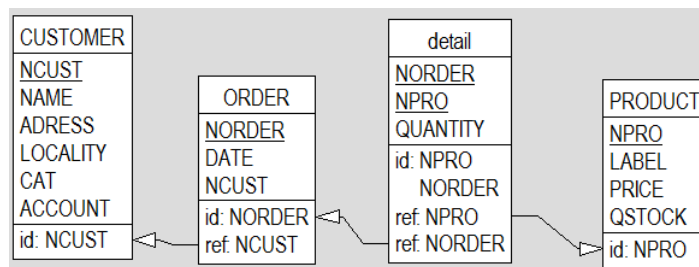 CUSTOMER
NCUST
NAME
ADRESS
LOCALITY
CAT
ACCOUNT
id: NCUST
ORDER
NORDER
DATE
NCUST
id: NORDER
ref: NCUST
detail
NORDER
NPRO
QUANTITY
id: NPRO
NORDER
ref: NPRO
ref: NORDER
PRODUCT
NPRO
LABEL
PRICE
QSTOCK
id: NPRO